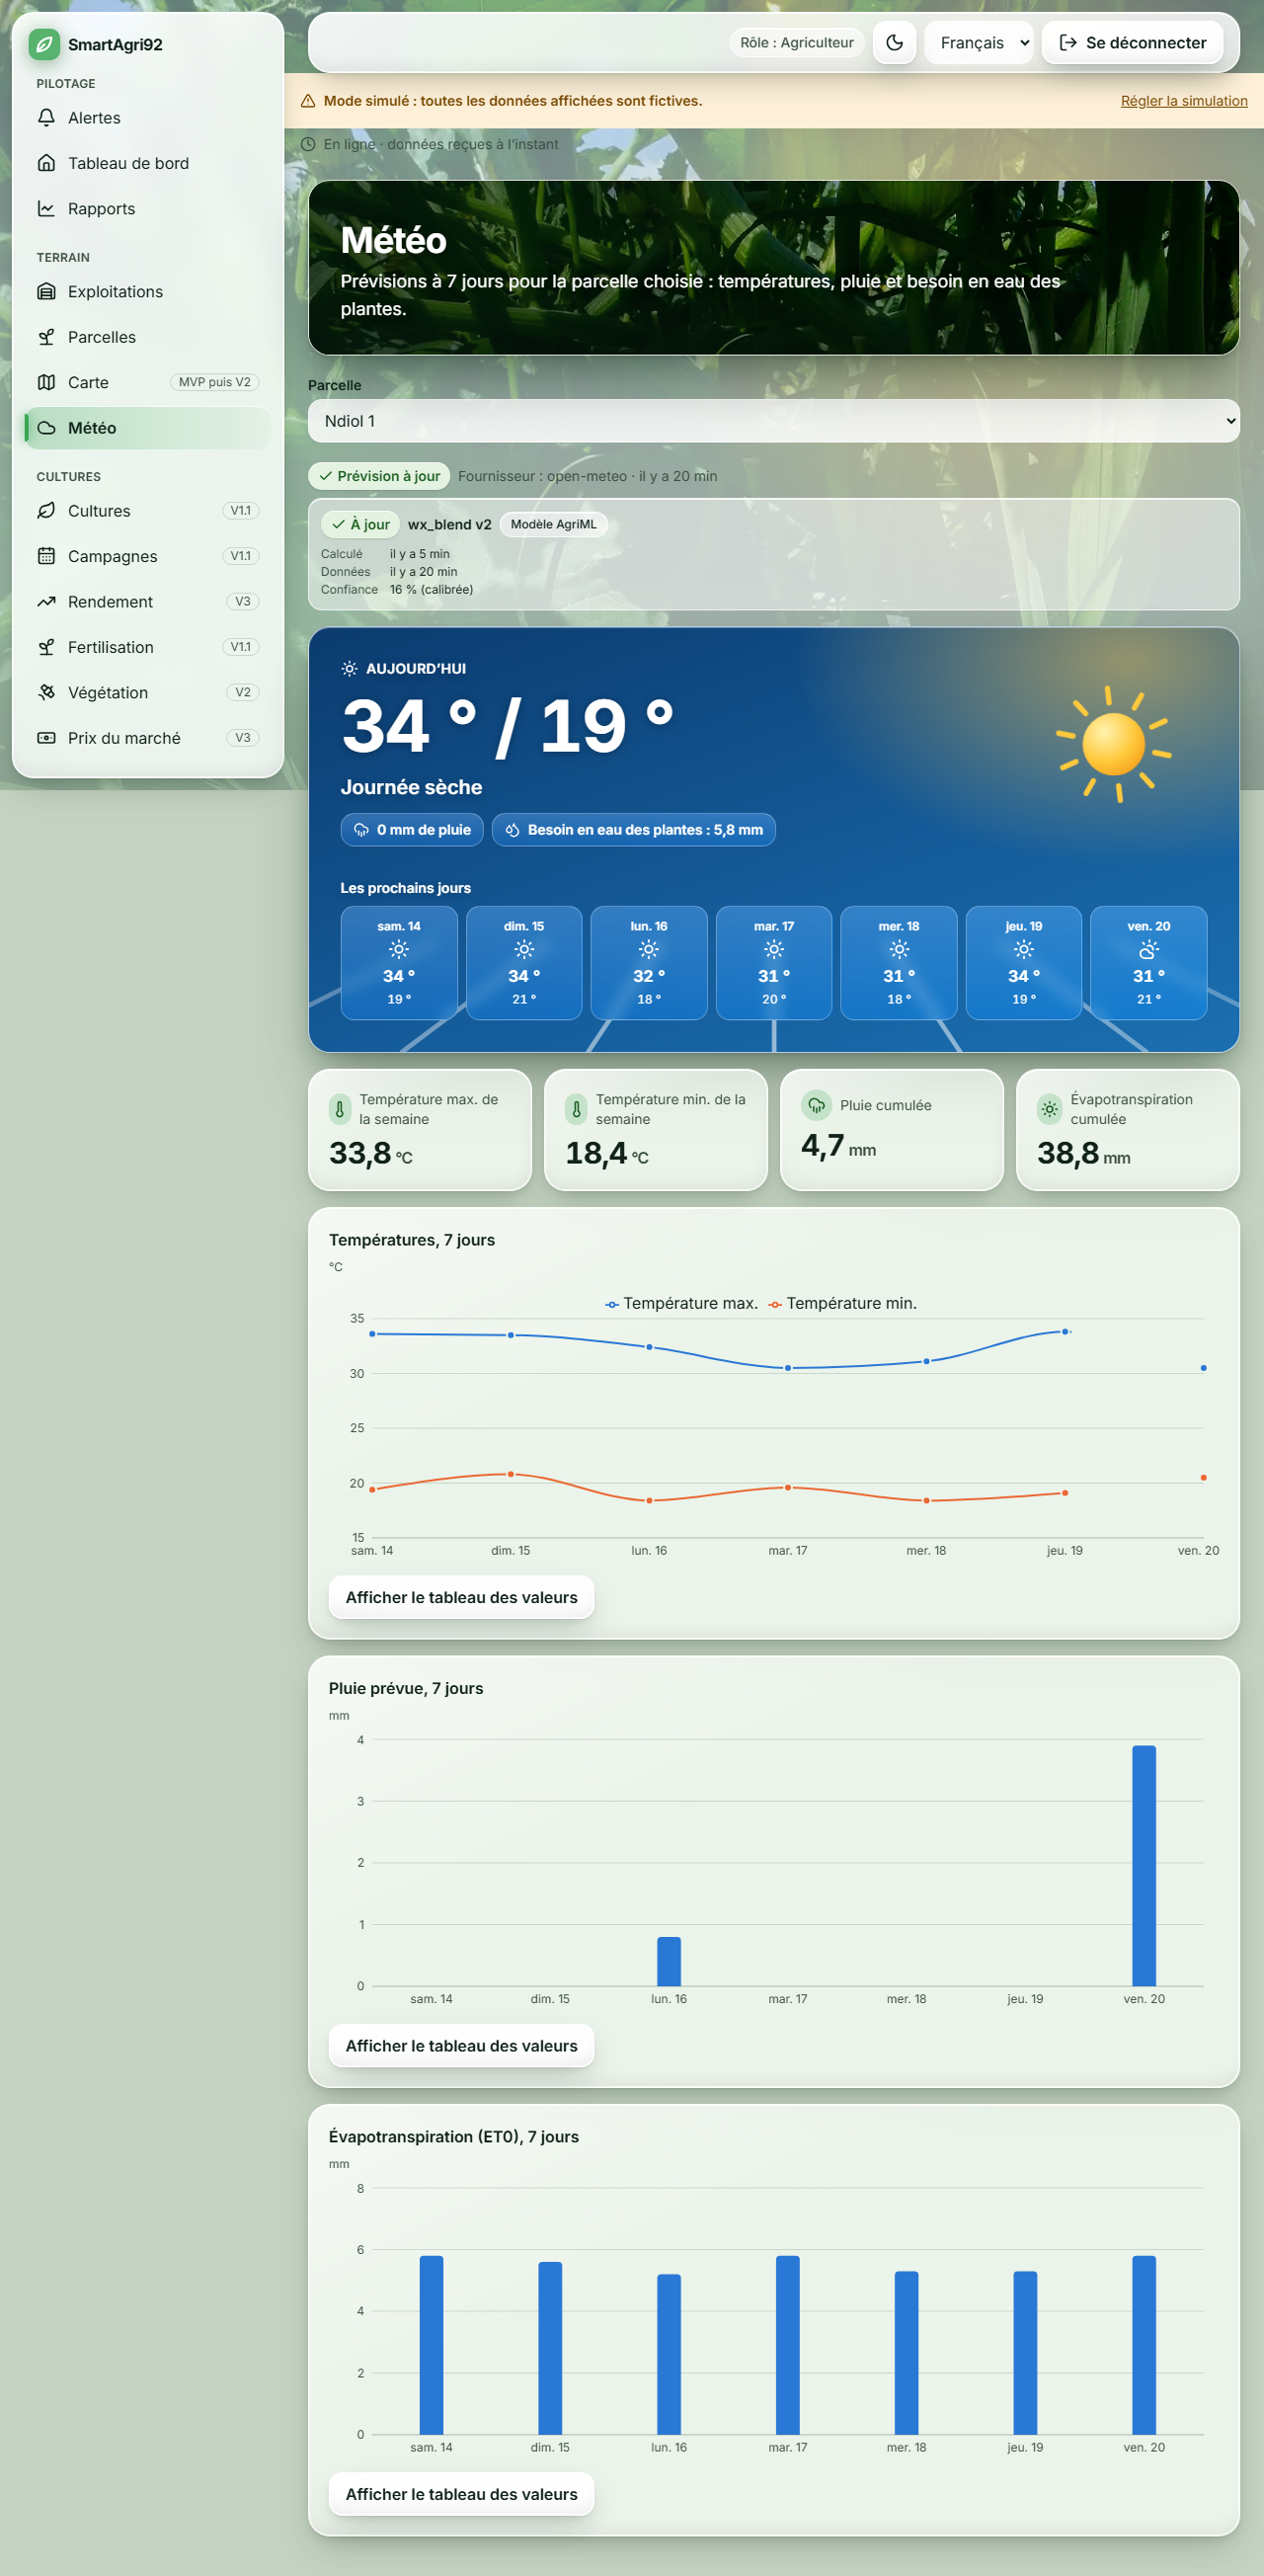 SmartAgri92
PILOTAGE
Alertes
Tableau de bord
Rapports
TERRAIN
Exploitations
Parcelles
Carte MVP puis V2
Météo
CULTURES
Cultures V1.1
Campagnes V1.1
Rendement V3
Fertilisation V1.1
Végétation V2
Prix du marché V3
Rôle : Agriculteur
Français
Se déconnecter
Mode simulé : toutes les données affichées sont fictives.
Régler la simulation
En ligne · données reçues à l’instant
Météo
Prévisions à 7 jours pour la parcelle choisie : températures, pluie et besoin en eau des
plantes.
Parcelle
Ndiol 1
Prévision à jour Fournisseur : open-meteo · il y a 20 min
À jour wx_blend v2 Modèle AgriML
Calculé il y a 5 min
Données il y a 20 min
Confiance 16 % (calibrée)
AUJOURD’HUI
34 ° / 19 °
Journée sèche
0 mm de pluie
Besoin en eau des plantes : 5,8 mm
Les prochains jours
sam. 14
34 °
19 °
dim. 15
34 °
21 °
lun. 16
32 °
18 °
mar. 17
31 °
20 °
mer. 18
31 °
18 °
jeu. 19
34 °
19 °
ven. 20
31 °
21 °
Température max. de
la semaine
33,8 °C
Température min. de la
semaine
18,4 °C
Pluie cumulée
4,7 mm
Évapotranspiration
cumulée
38,8 mm
Températures, 7 jours
°C
Température max. Température min.
35
30
25
20
15
sam. 14 dim. 15 lun. 16 mar. 17 mer. 18 jeu. 19 ven. 20
Afficher le tableau des valeurs
Pluie prévue, 7 jours
mm
4
3
2
1
0
sam. 14 dim. 15 lun. 16 mar. 17 mer. 18 jeu. 19 ven. 20
Afficher le tableau des valeurs
Évapotranspiration (ET0), 7 jours
mm
8
6
4
2
0
sam. 14 dim. 15 lun. 16 mar. 17 mer. 18 jeu. 19 ven. 20
Afficher le tableau des valeurs